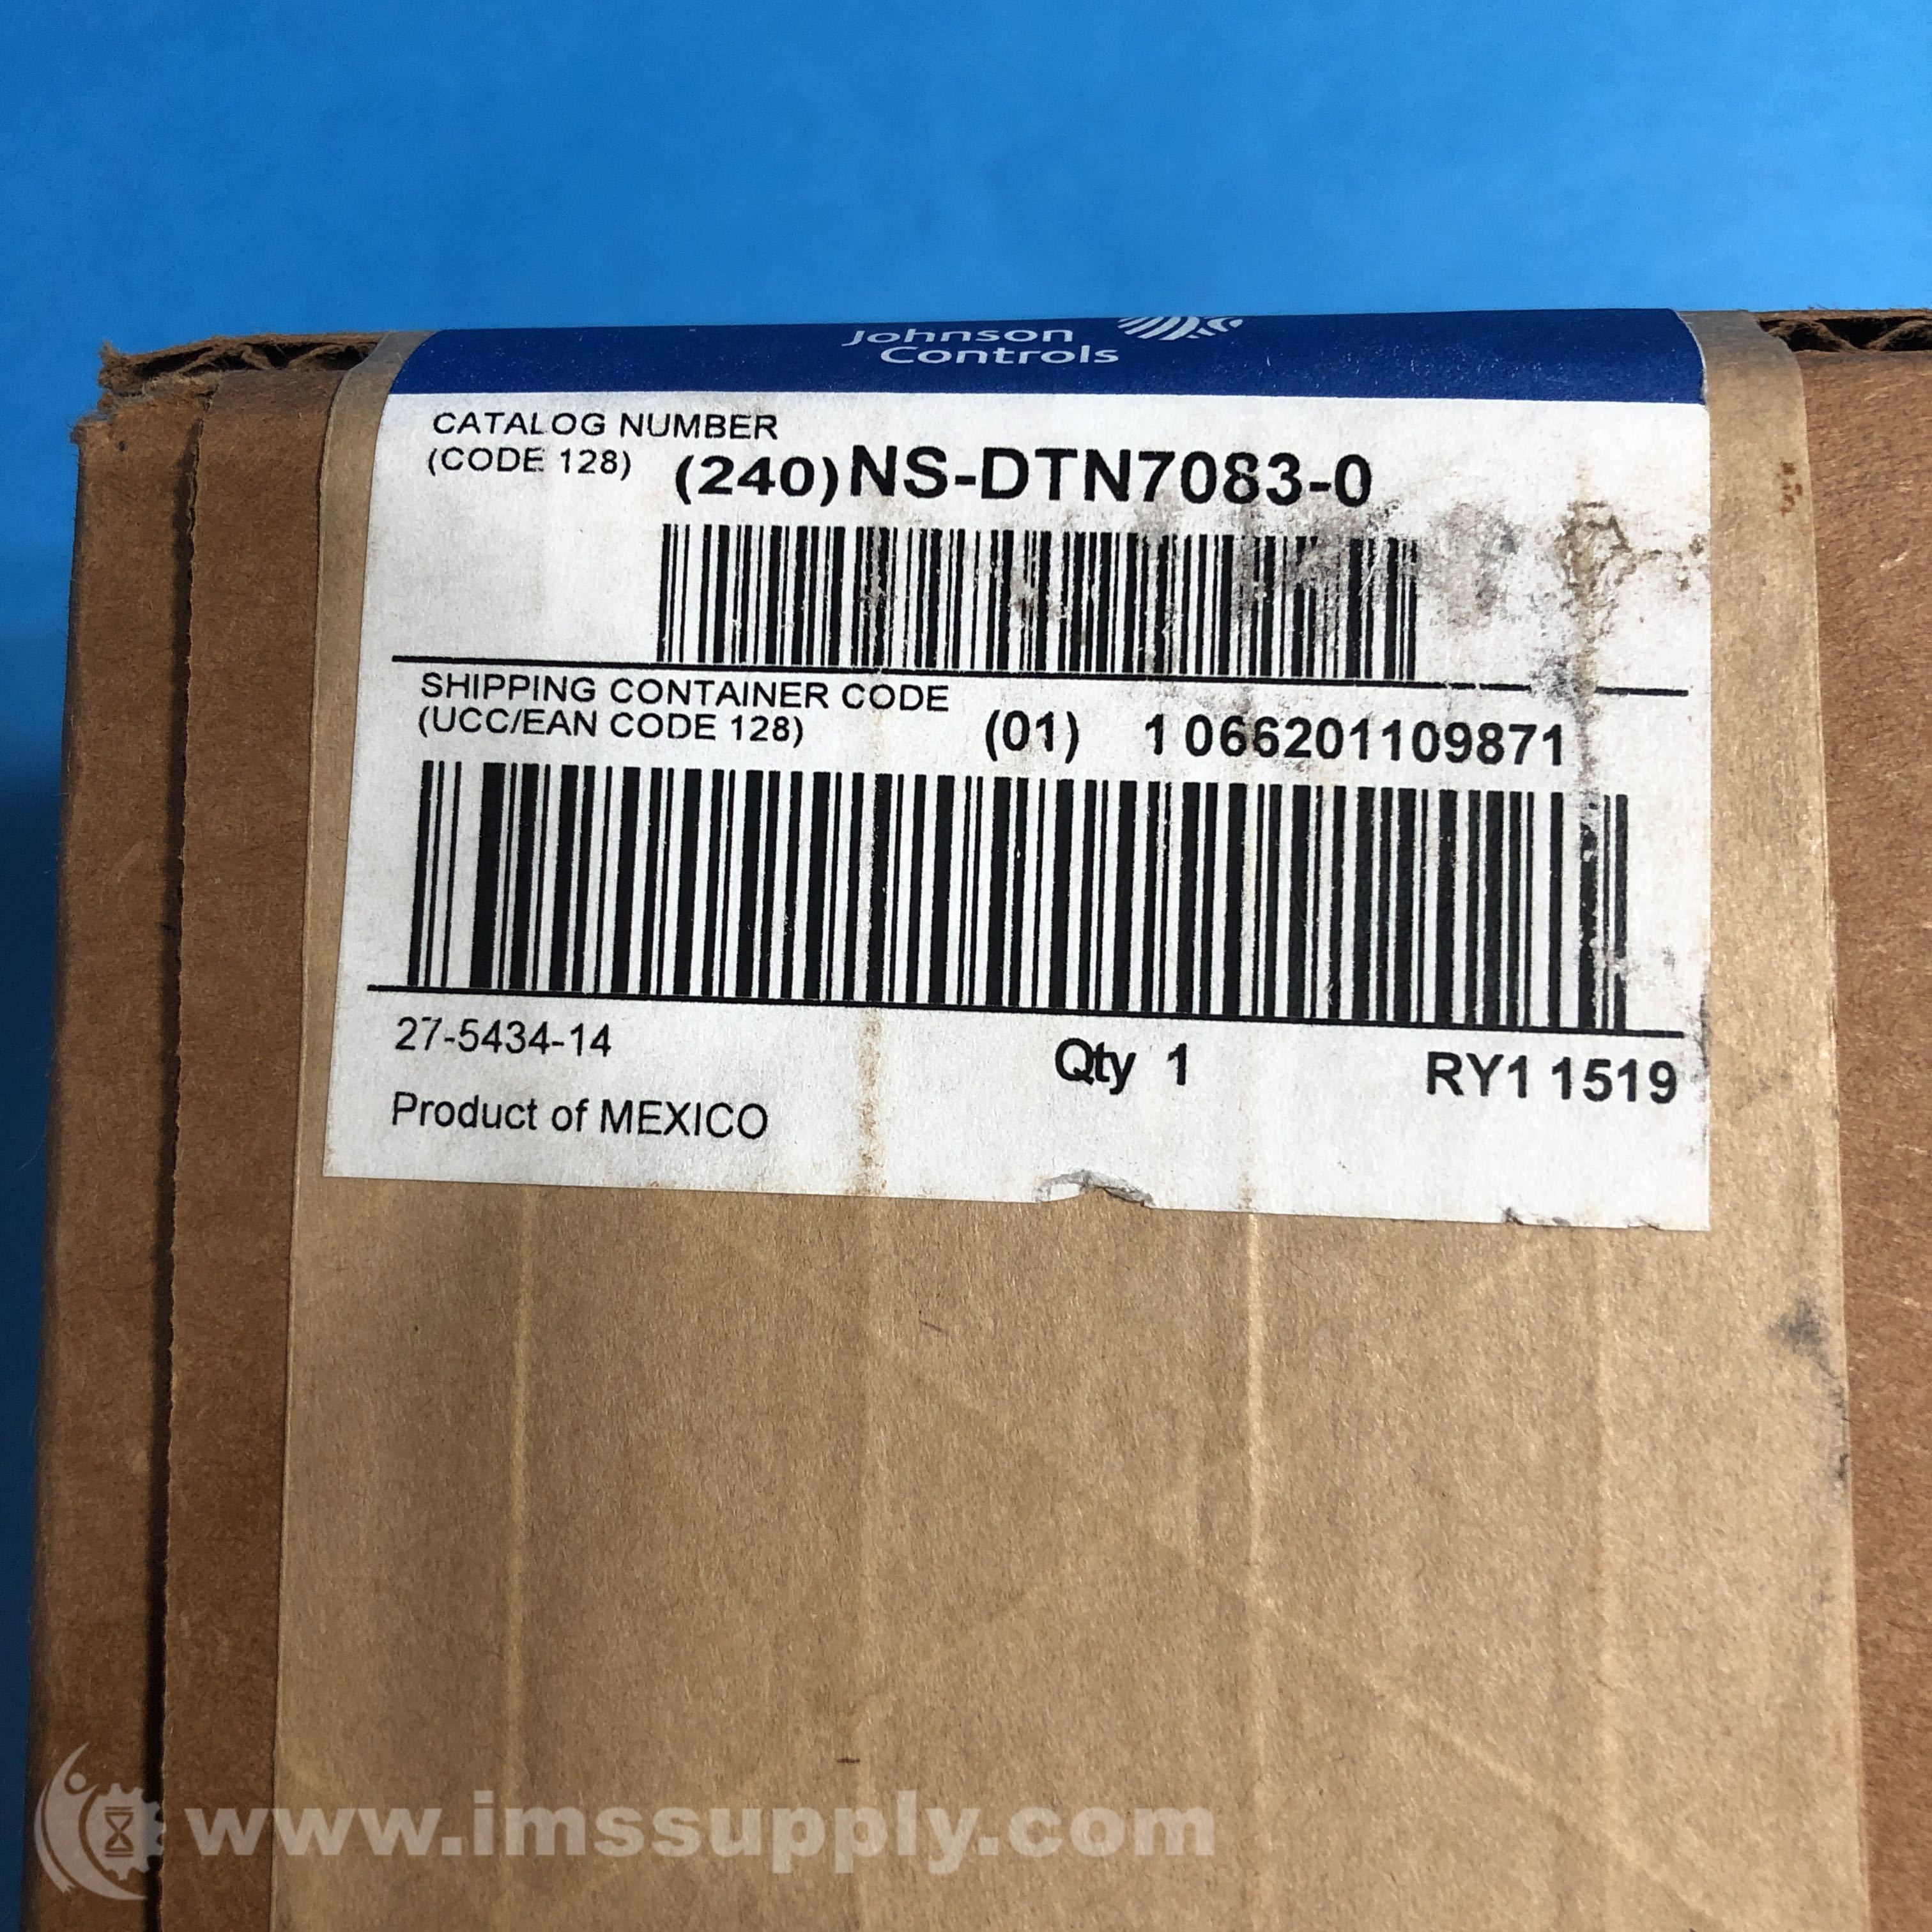 Johnson
Controls
CATALOG NUMBER
(CODE 128) (240)NS-DTN7083-0
SHIPPING CONTAINER CODE
(UCC/EAN CODE 128) (01) 1 066201109871
27-5434-14 Qty 1 RY1 1519
Product of MEXICO
www.imssupply.com